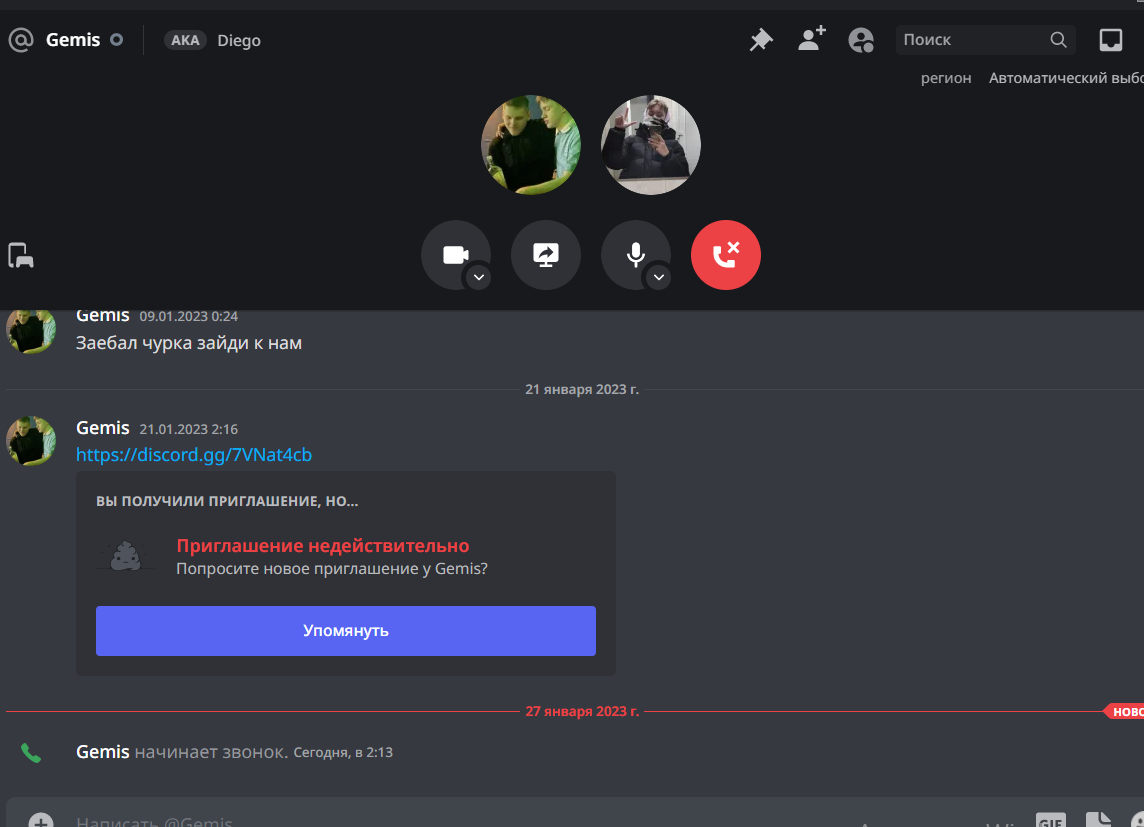 Gemis AKA Diego Поиск
регион Автоматический выбо
Gemis 09.01.2023 0:24
Заебал чурка зайди к нам
21 января 2023 г.
Gemis 21.01.2023 2:16
https://discord.gg/7VNat4cb
ВЫ ПОЛУЧИЛИ ПРИГЛАШЕНИЕ, НО...
Приглашение недействительно
Попросите новое приглашение у Gemis?
Упомянуть
27 января 2023 г. НОВО
Gemis начинает звонок. Сегодня, в 2:13
Написать @Gemis GIF